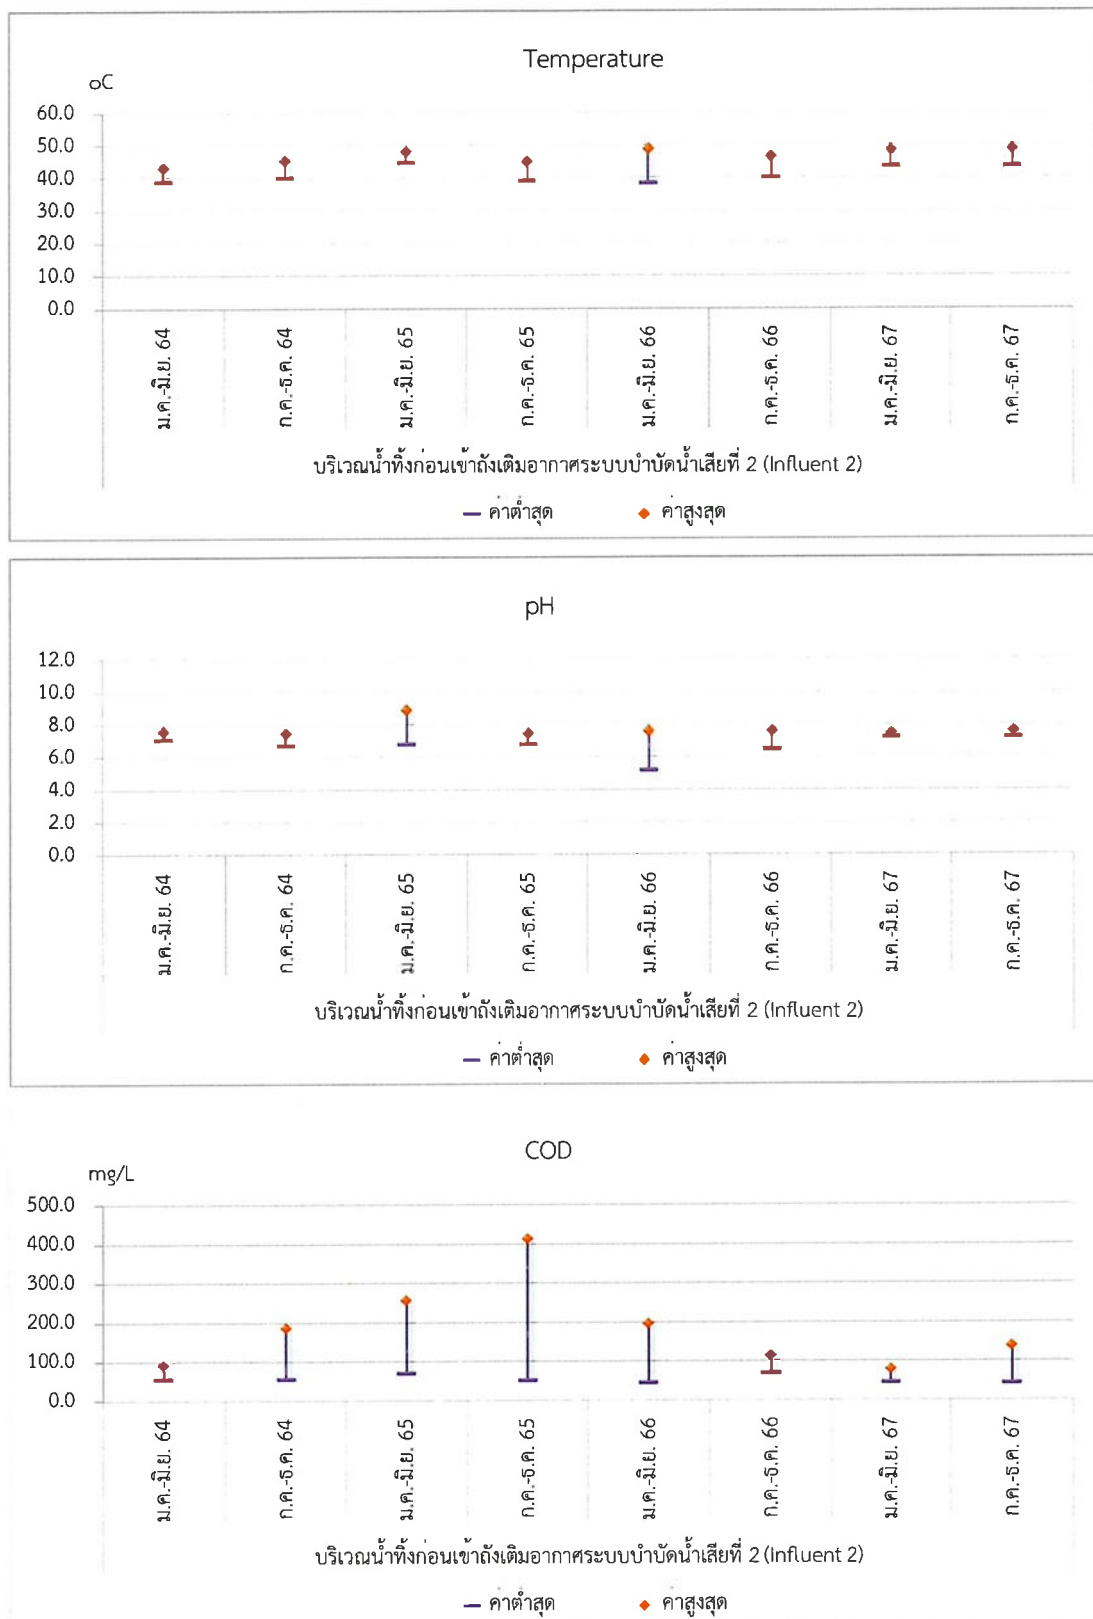 Temperature
oC
60.0
50.0
40.0
30.0
20.0
10.0
0.0
ม.ค.-มิ.ย. 64
ก.ค.-ธ.ค. 64
ม.ค.-มิ.ย. 65
ก.ค.-ธ.ค. 65
ม.ค.-มิ.ย. 66
ก.ค.-ธ.ค. 66
ม.ค.-มิ.ย. 67
ก.ค.-ธ.ค. 67
บริเวณน้ำทิ้งก่อนเข้าถังเติมอากาศระบบบำบัดน้ำเสียที่ 2 (Influent 2)
ค่าต่ำสุด ค่าสูงสุด
pH
12.0
10.0
8.0
6.0
4.0
2.0
0.0
ม.ค.-มิ.ย. 64
ก.ค.-ธ.ค. 64
ม.ค.-มิ.ย. 65
ก.ค.-ธ.ค. 65
ม.ค.-มิ.ย. 66
ก.ค.-ธ.ค. 66
ม.ค.-มิ.ย. 67
ก.ค.-ธ.ค. 67
บริเวณน้ำทิ้งก่อนเข้าถังเติมอากาศระบบบำบัดน้ำเสียที่ 2 (Influent 2)
ค่าต่ำสุด ค่าสูงสุด
COD
mg/L
500.0
400.0
300.0
200.0
100.0
0.0
ม.ค.-มิ.ย. 64
ก.ค.-ธ.ค. 64
ม.ค.-มิ.ย. 65
ก.ค.-ธ.ค. 65
ม.ค.-มิ.ย. 66
ก.ค.-ธ.ค. 66
ม.ค.-มิ.ย. 67
ก.ค.-ธ.ค. 67
บริเวณน้ำทิ้งก่อนเข้าถังเติมอากาศระบบบำบัดน้ำเสียที่ 2 (Influent 2)
ค่าต่ำสุด ค่าสูงสุด